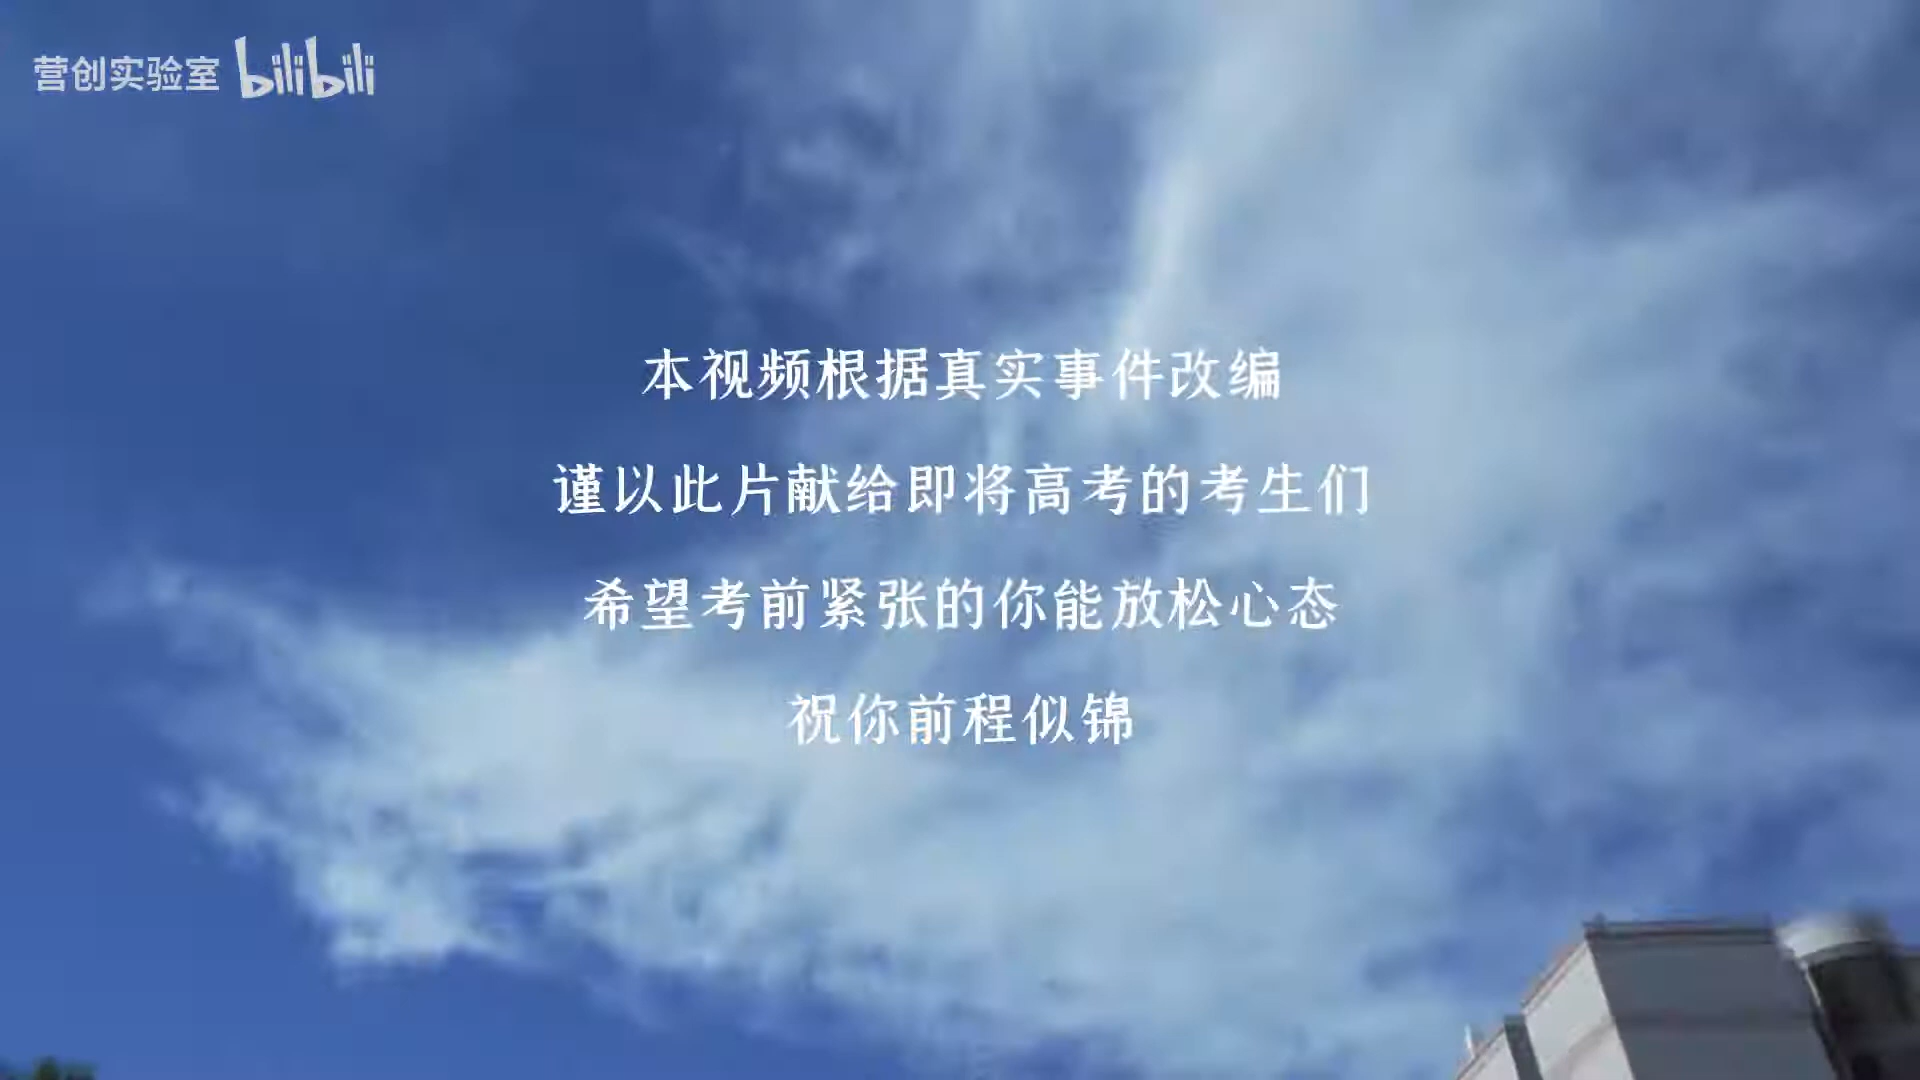 营创实验室 bilibili
本视频根据真实事件改编
谨以此片献给即将高考的考生们
希望考前紧张的你能放松心态
祝你前程似锦